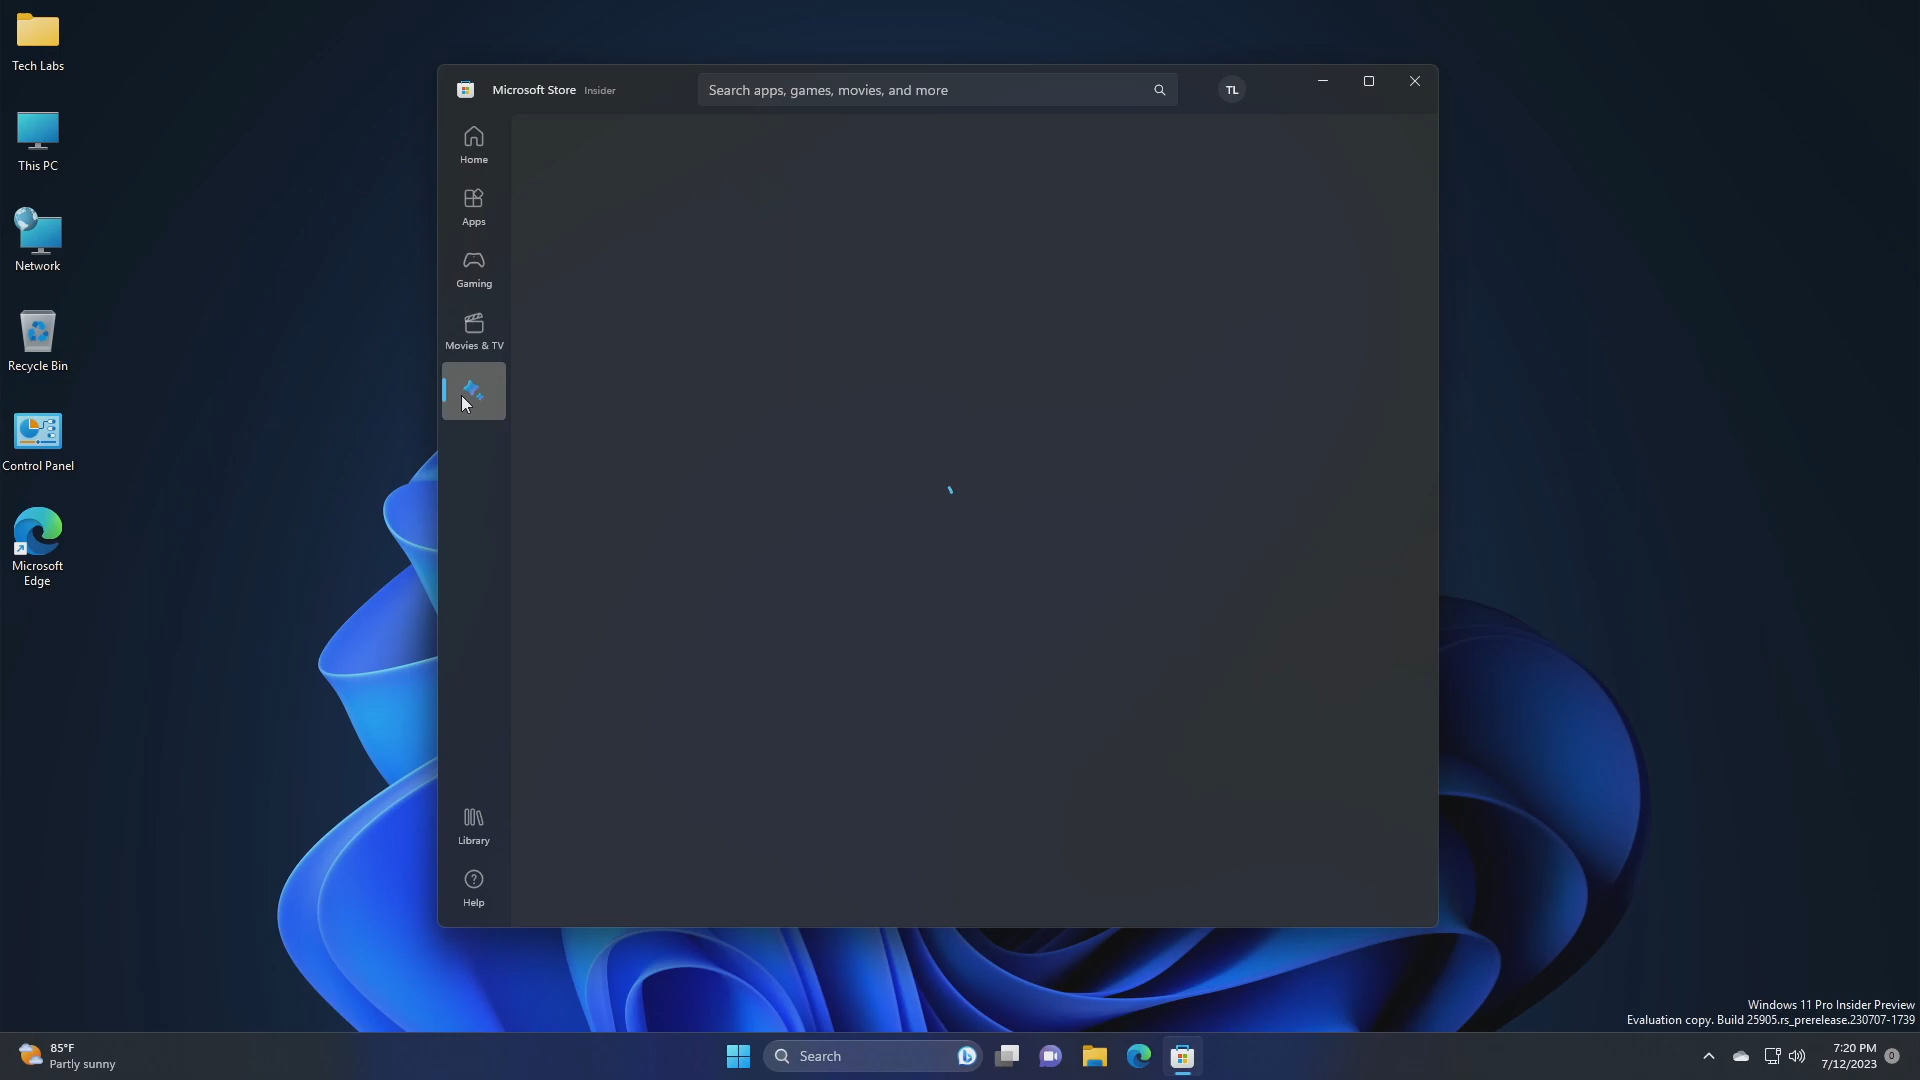 Tech Labs
This PC
Network
Recycle Bin
Control Panel
Microsoft
Edge
Microsoft Store Insider
Search apps, games, movies, and more
TL
Home
Apps
Gaming
Movies & TV
Library
Help
Windows 11 Pro Insider Preview
Evaluation copy. Build 25905.rs_prerelease.230707-1739
85°F
Partly sunny
Search
7:20 PM
7/12/2023
0